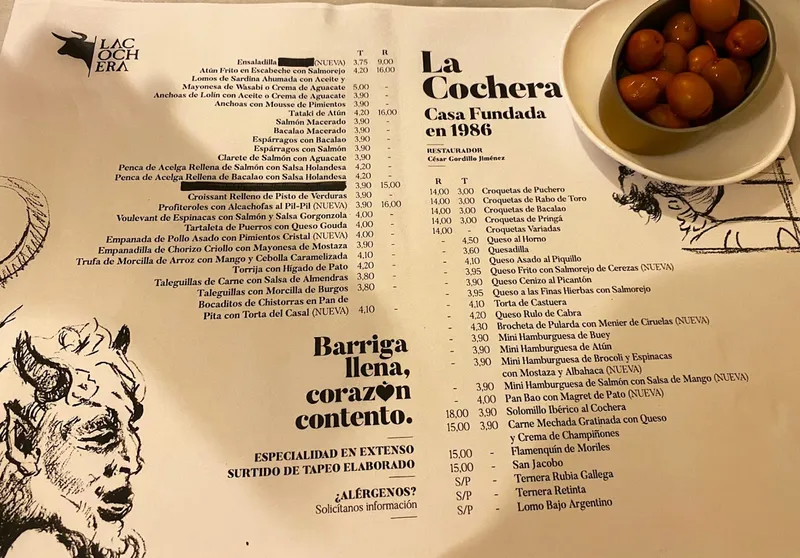 LAC
OCH
ERA
T R
Ensaladilla (NUEVA) 3,75 9,00
Atún Frito en Escabeche con Salmorejo 4,20 16,00
Lomos de Sardina Ahumada con Aceite y
Mayonesa de Wasabi o Crema de Aguacate 5,00 -
Anchoas de Lolín con Aceite o Crema de Aguacate 3,90 -
Anchoas con Mousse de Pimientos 3,90 -
Tataki de Atún 4,20 16,00
Salmón Macerado 3,90 -
Bacalao Macerado 3,90 -
Espárragos con Bacalao 3,90 -
Espárragos con Salmón 3,90 -
Clarete de Salmón con Aguacate 3,90 -
Penca de Acelga Rellena de Salmón con Salsa Holandesa 3,90 -
Penca de Acelga Rellena de Bacalao con Salsa Holandesa 3,90 -
3,90 15,00
Croissant Relleno de Pisto de Verduras 3,90 -
Profiteroles con Alcachofas al Pil-Pil (NUEVA) 3,90 16,00
Voulevant de Espinacas con Salmón y Salsa Gorgonzola 4,00 -
Tartaleta de Puerros con Queso Gouda 4,00 -
Empanada de Pollo Asado con Pimientos Cristal (NUEVA) 4,00 -
Empanadilla de Chorizo Criollo con Mayonesa de Mostaza 3,90 -
Trufa de Morcilla de Arroz con Mango y Cebolla Caramelizada 4,10 -
Torrija con Hígado de Pato 4,20 -
Taleguillas de Carne con Salsa de Almendras 3,80 -
Taleguillas con Morcilla de Burgos 3,80 -
Bocaditos de Chistorras en Pan de
Pita con Torta del Casal (NUEVA) 4,10 -
Barriga
llena,
corazón
contento.
ESPECIALIDAD EN EXTENSO
SURTIDO DE TAPEO ELABORADO
¿ALÉRGENOS?
Solicítanos información
La
Cochera
Casa Fundada
en 1986
RESTAURADOR
César Gordillo Jiménez
R T
14,00 3,00 Croquetas de Puchero
14,00 3,00 Croquetas de Rabo de Toro
14,00 3,00 Croquetas de Bacalao
14,00 3,00 Croquetas de Pringá
14,00 - Croquetas Variadas
- 4,50 Queso al Horno
- 3,60 Quesadilla
- 4,10 Queso Asado al Piquillo
- 3,95 Queso Frito con Salmorejo de Cerezas (NUEVA)
- 3,90 Queso Cenizo al Picantón
- 3,95 Queso a las Finas Hierbas con Salmorejo
- 4,10 Torta de Castuera
- 4,20 Queso Rulo de Cabra
- 4,30 Brocheta de Pularda con Menier de Ciruelas (NUEVA)
- 3,90 Mini Hamburguesa de Buey
- 3,90 Mini Hamburguesa de Atún
- 3,90 Mini Hamburguesa de Brocoli y Espinacas
con Mostaza y Albahaca (NUEVA)
- 3,90 Mini Hamburguesa de Salmón con Salsa de Mango (NUEVA)
- 4,00 Pan Bao con Magret de Pato (NUEVA)
18,00 3,90 Solomillo Ibérico al Cochera
15,00 3,90 Carne Mechada Gratinada con Queso
y Crema de Champiñones
15,00 - Flamenquín de Moriles
15,00 - San Jacobo
S/P - Ternera Rubia Gallega
S/P - Ternera Retinta
S/P - Lomo Bajo Argentino